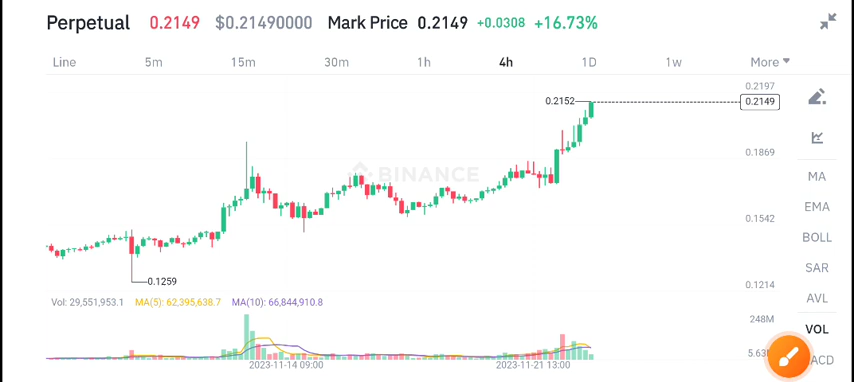 Perpetual 0.2149 $0.21490000 Mark Price 0.2149 +0.0308 +16.73%
Line 5m 15m 30m 1h 4h 1D 1w More
0.2197
0.2152 0.2149
0.1869
BINANCE
MA
EMA
0.1542
BOLL
SAR
0.1259 0.1214
AVL
Vol: 29,551,953.1 MA(5): 62,395,638.7 MA(10): 66,844,910.8
248M
VOL
2023-11-14 09:00 2023-11-21 13:00